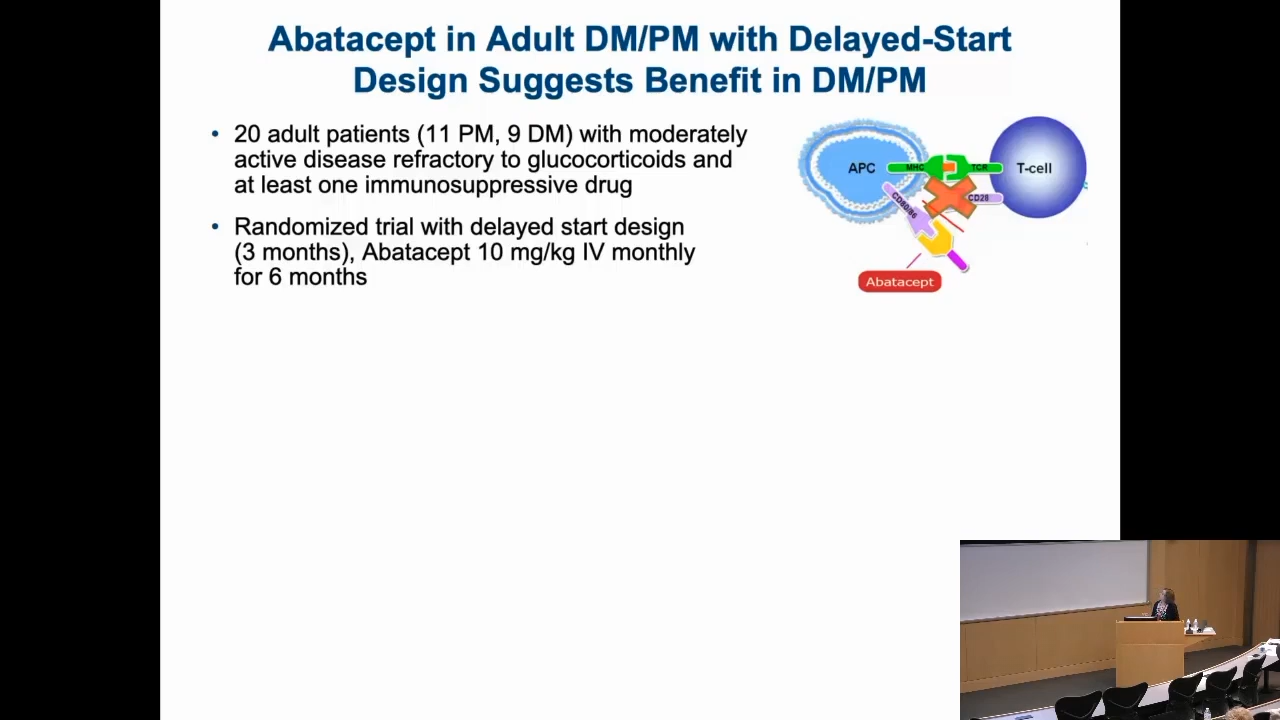 Abatacept in Adult DM/PM with Delayed-Start
Design Suggests Benefit in DM/PM
• 20 adult patients (11 PM, 9 DM) with moderately
active disease refractory to glucocorticoids and
at least one immunosuppressive drug
• Randomized trial with delayed start design
(3 months), Abatacept 10 mg/kg IV monthly
for 6 months
APC
MHC
TCR
T-cell
CD80/86
CD28
Abatacept